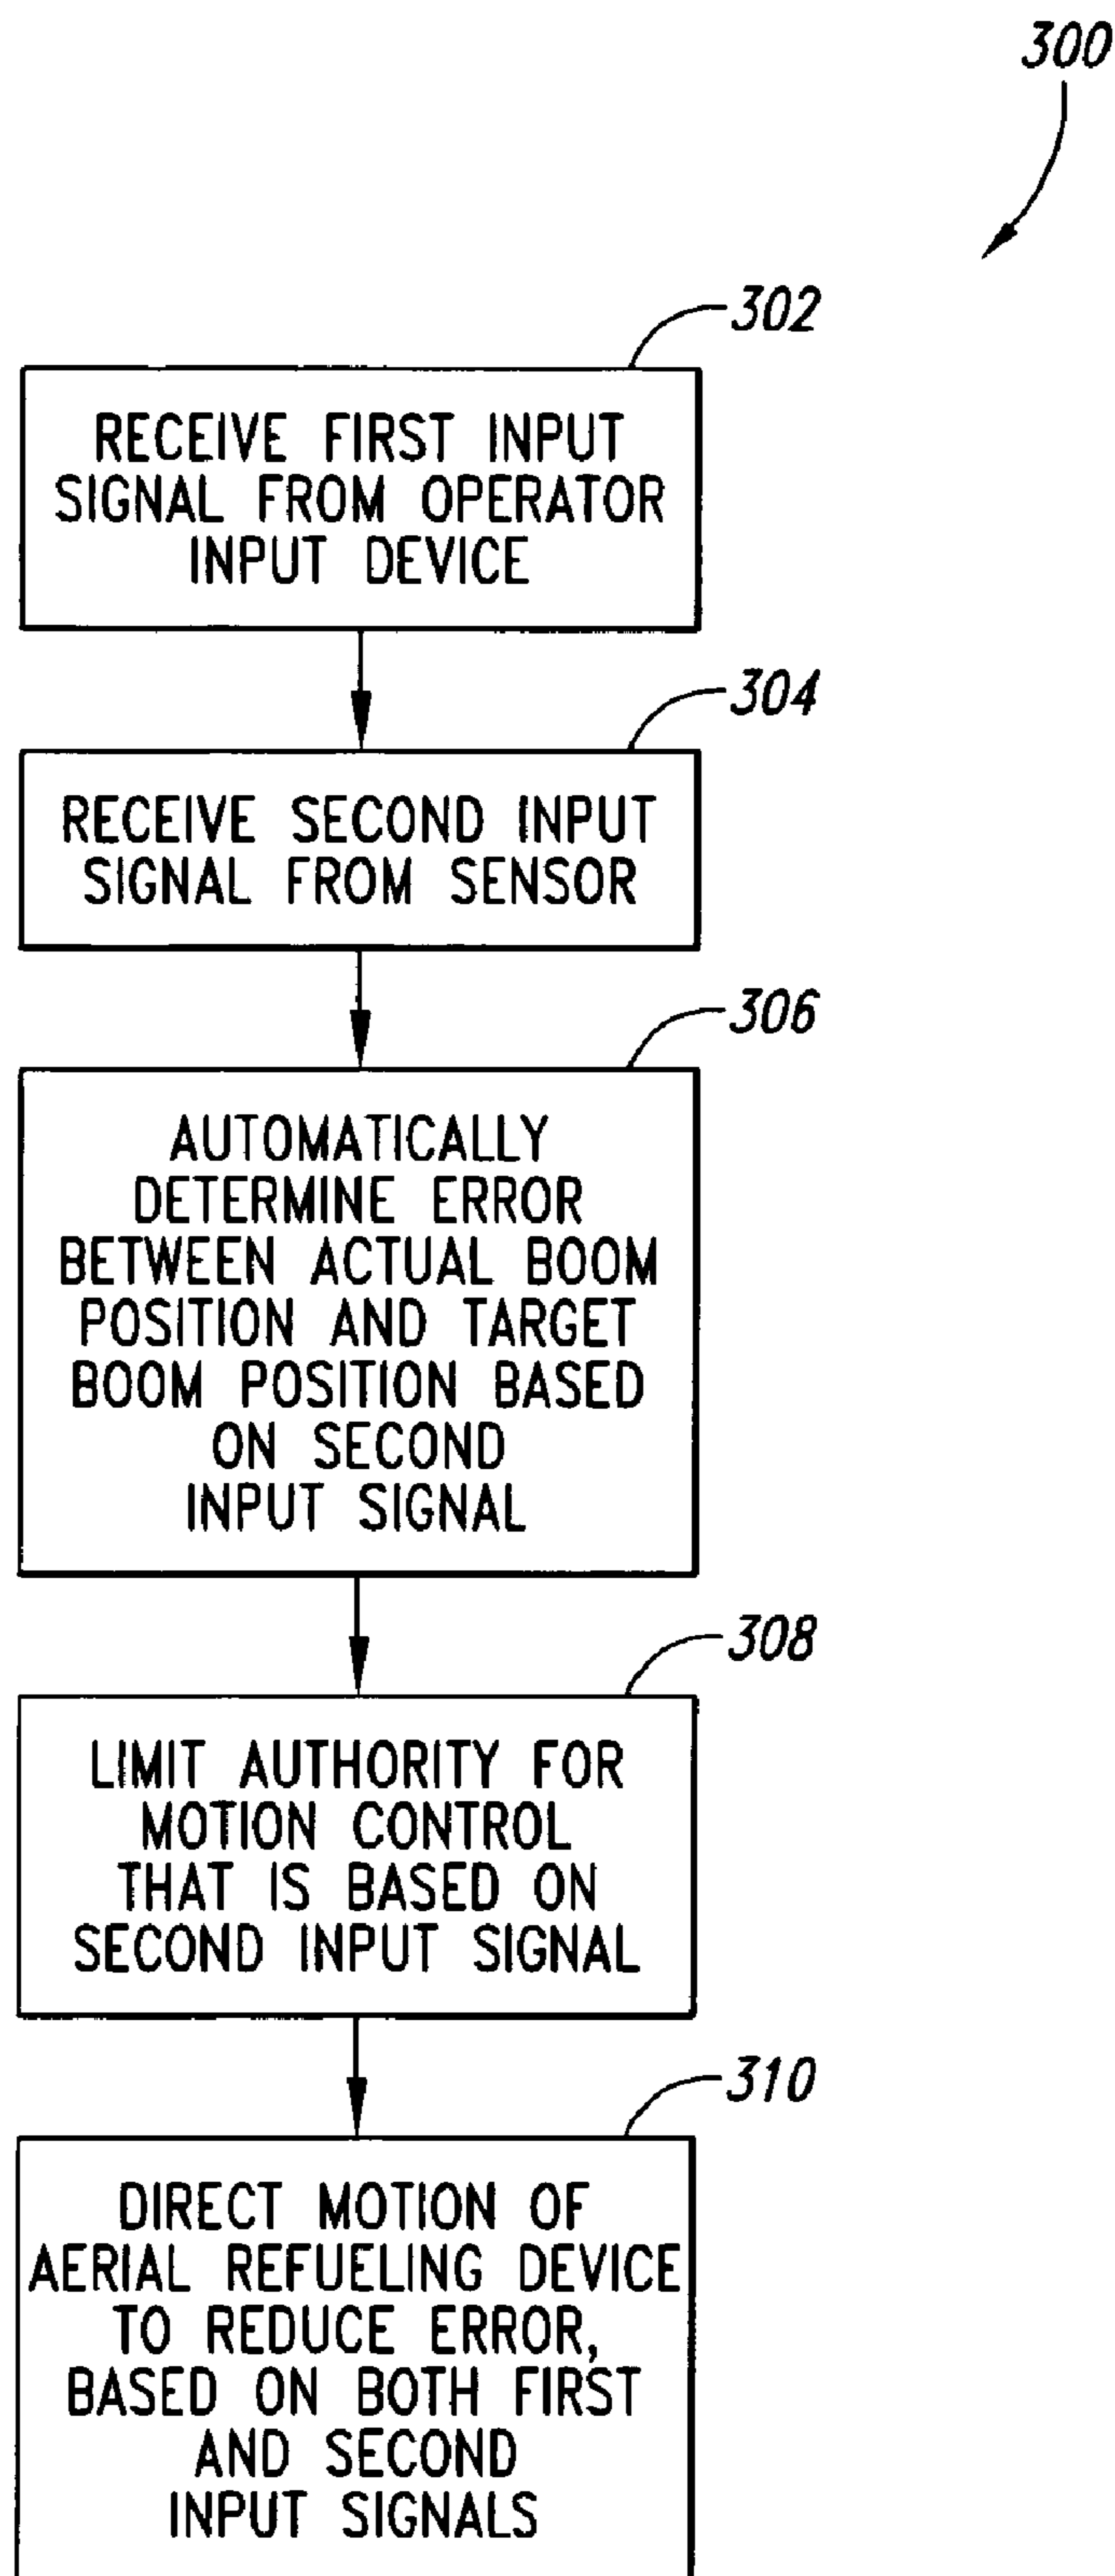 300
302
RECEIVE FIRST INPUT
SIGNAL FROM OPERATOR
INPUT DEVICE
304
RECEIVE SECOND INPUT
SIGNAL FROM SENSOR
306
AUTOMATICALLY
DETERMINE ERROR
BETWEEN ACTUAL BOOM
POSITION AND TARGET
BOOM POSITION BASED
ON SECOND
INPUT SIGNAL
308
LIMIT AUTHORITY FOR
MOTION CONTROL
THAT IS BASED ON
SECOND INPUT SIGNAL
310
DIRECT MOTION OF
AERIAL REFUELING DEVICE
TO REDUCE ERROR,
BASED ON BOTH FIRST
AND SECOND
INPUT SIGNALS